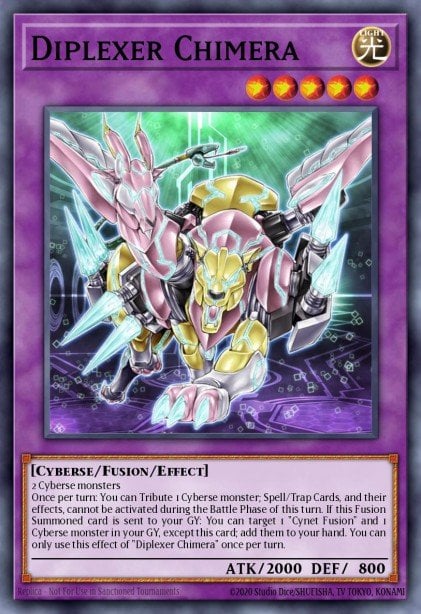 DIPLEXER CHIMERA
LIGHT
光
[CYBERSE/FUSION/EFFECT]
2 Cyberse monsters
Once per turn: You can Tribute 1 Cyberse monster; Spell/Trap Cards, and their
effects, cannot be activated during the Battle Phase of this turn. If this Fusion
Summoned card is sent to your GY: You can target 1 "Cynet Fusion" and 1
Cyberse monster in your GY, except this card; add them to your hand. You can
only use this effect of "Diplexer Chimera" once per turn.
ATK/2000 DEF/ 800
Replica - Not For Use in Sanctioned Tournaments ©2020 Studio Dice/SHUEISHA, TV TOKYO, KONAMI